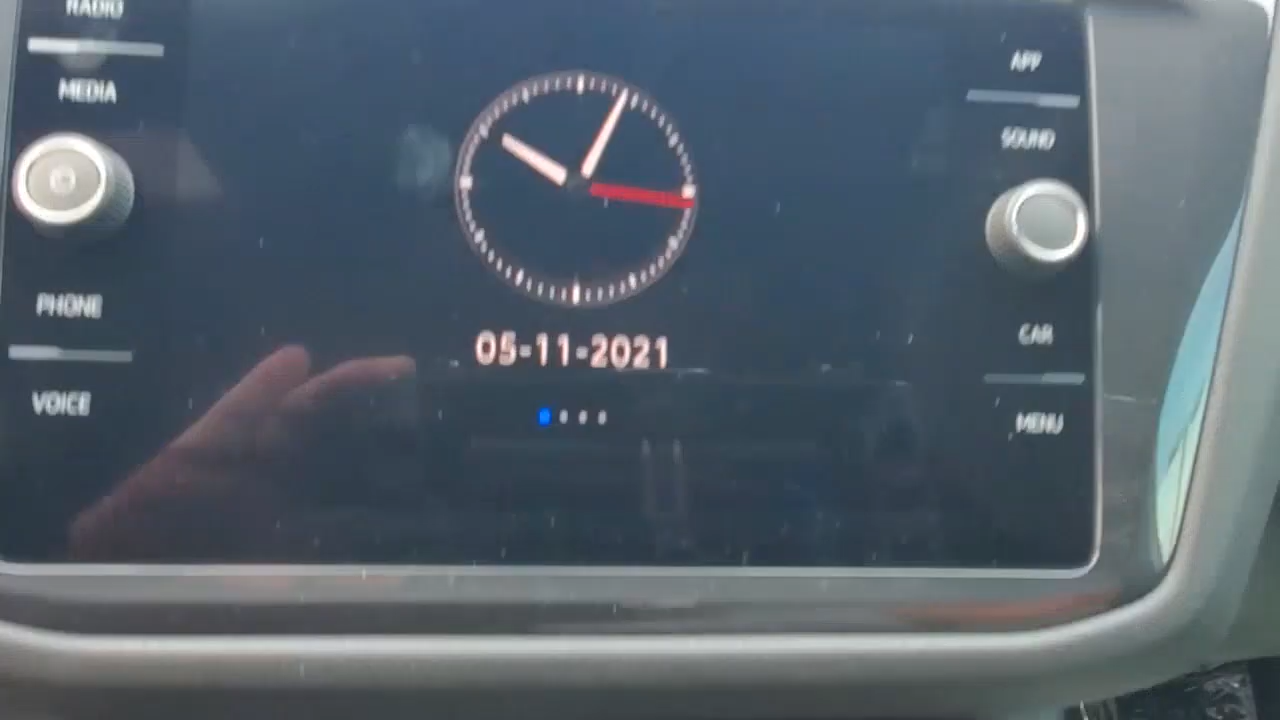 RADIO
MEDIA
PHONE
VOICE
05-11-2021
APP
SOUND
CAR
MENU